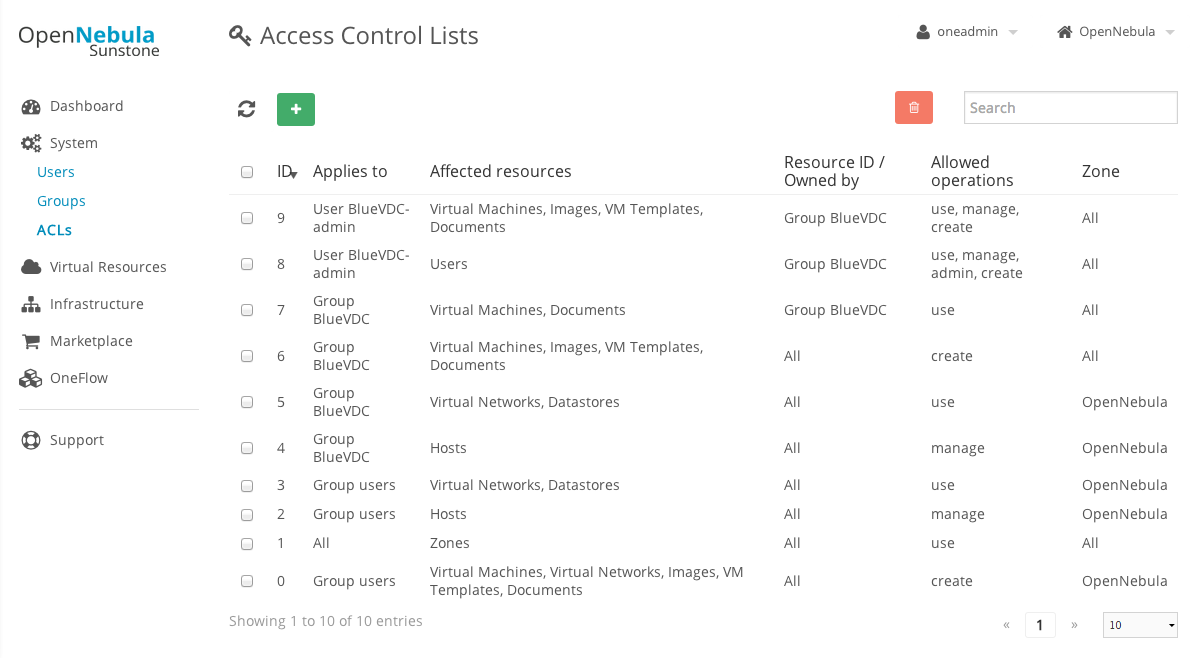 OpenNebula
Sunstone
Access Control Lists
oneadmin
OpenNebula
Dashboard
System
Users
Groups
ACLs
Virtual Resources
Infrastructure
Marketplace
OneFlow
Support
+
Search
ID
Applies to
Affected resources
Resource ID /
Owned by
Allowed
operations
Zone
9
User BlueVDC-
admin
Virtual Machines, Images, VM Templates,
Documents
Group BlueVDC
use, manage,
create
All
8
User BlueVDC-
admin
Users
Group BlueVDC
use, manage,
admin, create
All
7
Group
BlueVDC
Virtual Machines, Documents
Group BlueVDC
use
All
6
Group
BlueVDC
Virtual Machines, Images, VM Templates,
Documents
All
create
All
5
Group
BlueVDC
Virtual Networks, Datastores
All
use
OpenNebula
4
Group
BlueVDC
Hosts
All
manage
OpenNebula
3
Group users
Virtual Networks, Datastores
All
use
OpenNebula
2
Group users
Hosts
All
manage
OpenNebula
1
All
Zones
All
use
All
0
Group users
Virtual Machines, Virtual Networks, Images, VM
Templates, Documents
All
create
OpenNebula
Showing 1 to 10 of 10 entries
« 1 »
10